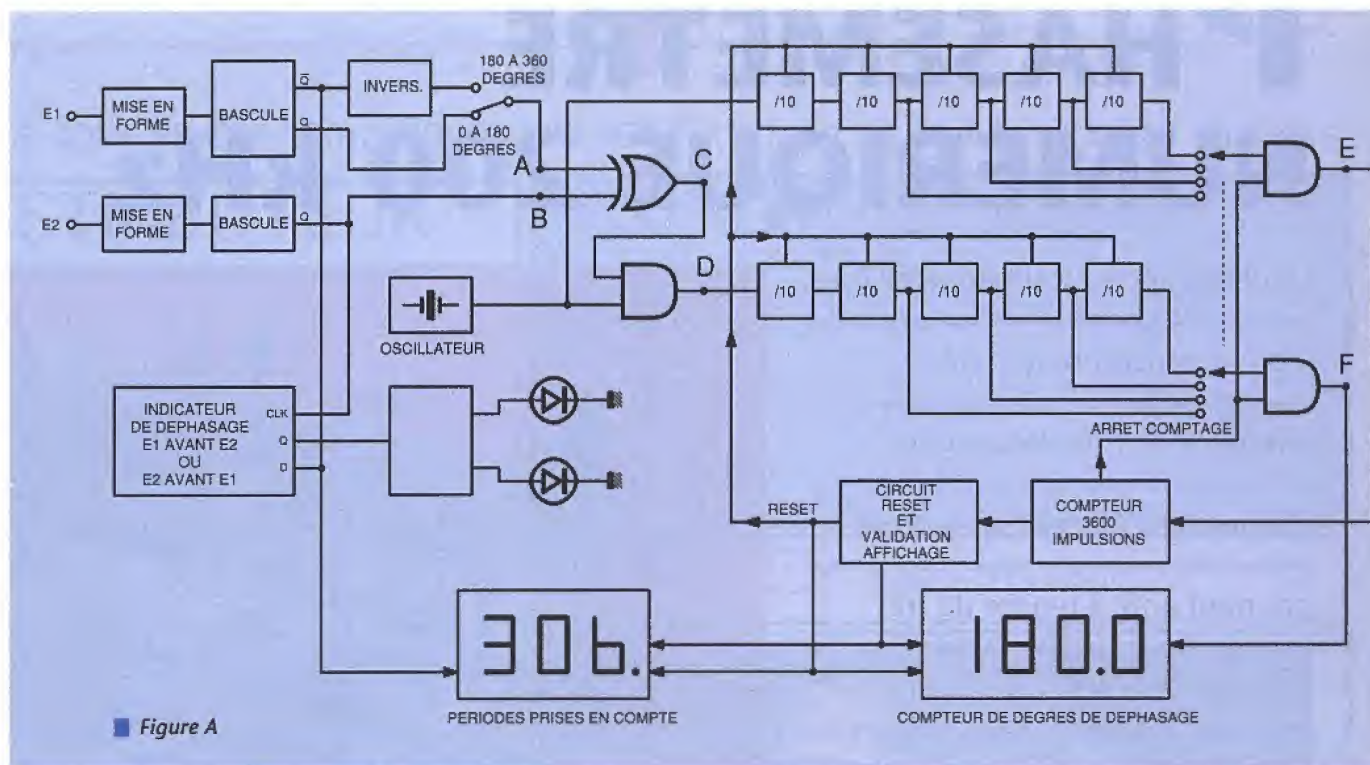 180 A 360
DEGRES
E1
MISE EN
FORME
BASCULE
Q̅
Q
INVERS.
0 A 180
DEGRES
A
C
/10
/10
/10
/10
/10
E
E2
MISE EN
FORME
BASCULE
Q
B
D
/10
/10
/10
/10
/10
OSCILLATEUR
F
INDICATEUR
DE DEPHASAGE
E1 AVANT E2
OU
E2 AVANT E1
CLK
Q
D
ARRET COMPTAGE
RESET
CIRCUIT
RESET
ET
VALIDATION
AFFICHAGE
COMPTEUR
3600
IMPULSIONS
306.
180.0
PERIODES PRISES EN COMPTE
COMPTEUR DE DEGRES DE DEPHASAGE
Figure A